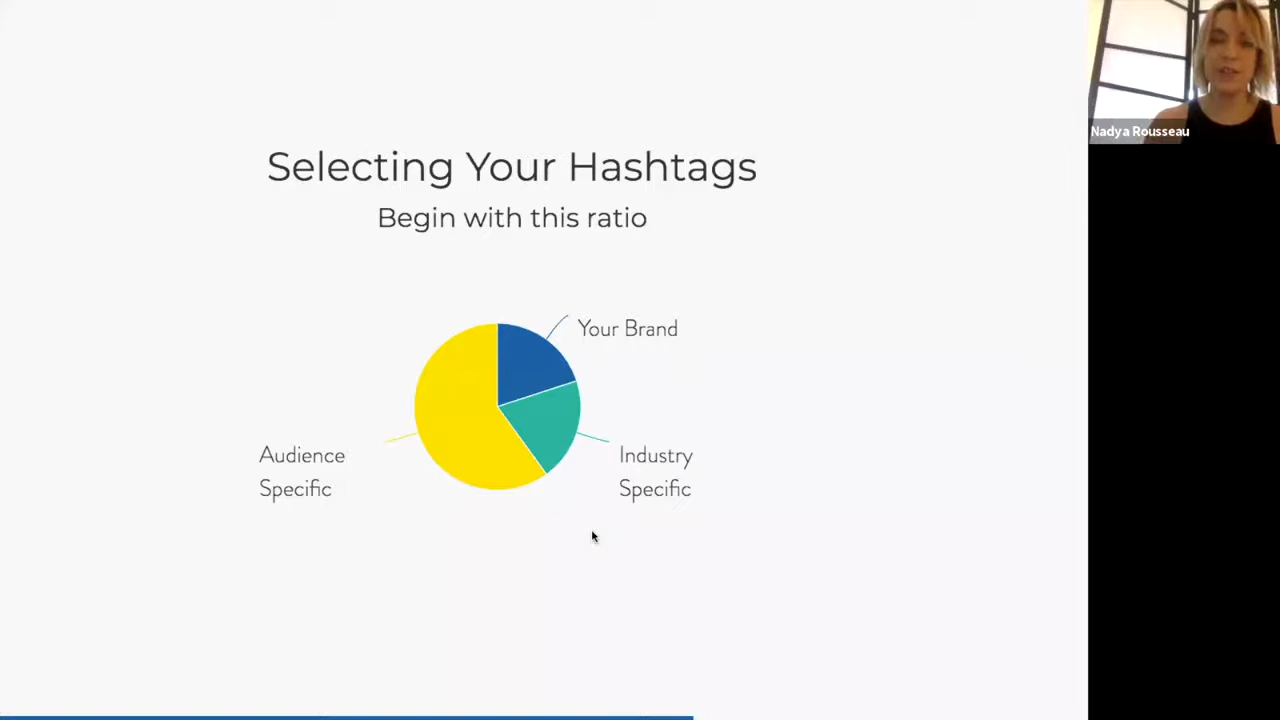 Selecting Your Hashtags
Begin with this ratio
Your Brand
Audience
Specific
Industry
Specific
Nadya Rousseau